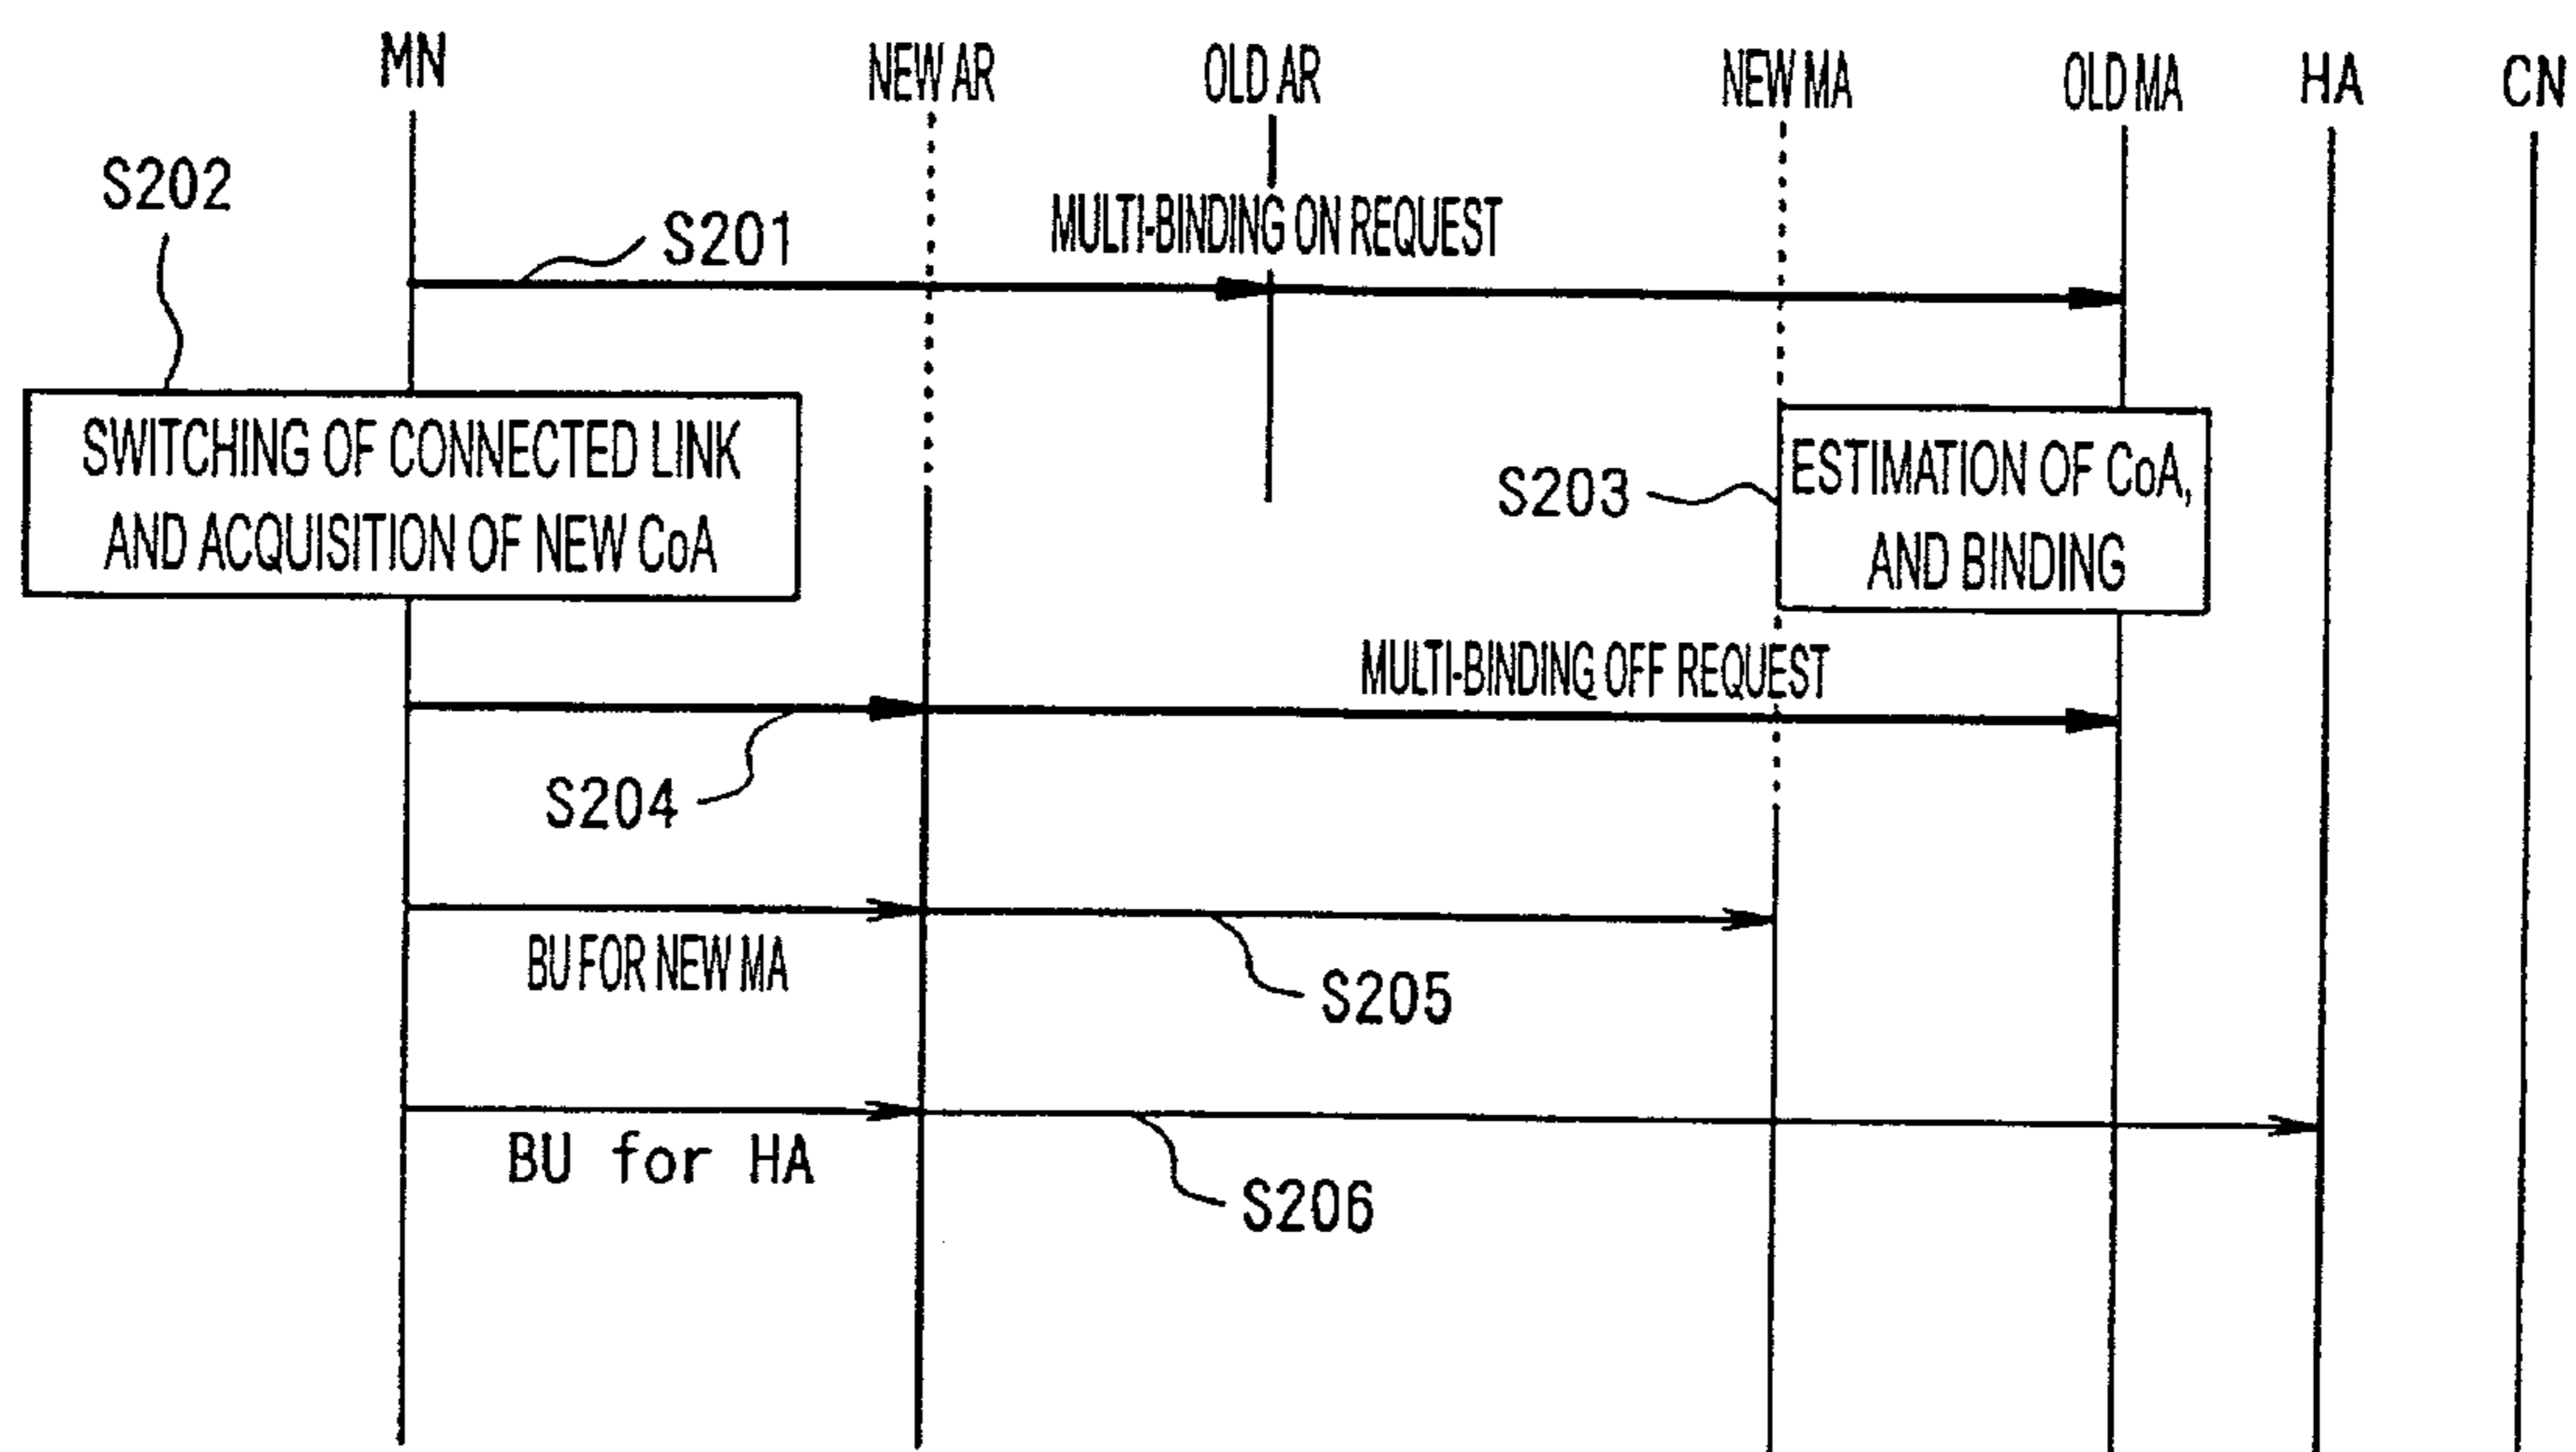 MN
NEW AR
OLD AR
NEW MA
OLD MA
HA
CN
S202
S201
MULTI-BINDING ON REQUEST
SWITCHING OF CONNECTED LINK
AND ACQUISITION OF NEW CoA
S203
ESTIMATION OF CoA,
AND BINDING
MULTI-BINDING OFF REQUEST
S204
BU FOR NEW MA
S205
BU for HA
S206